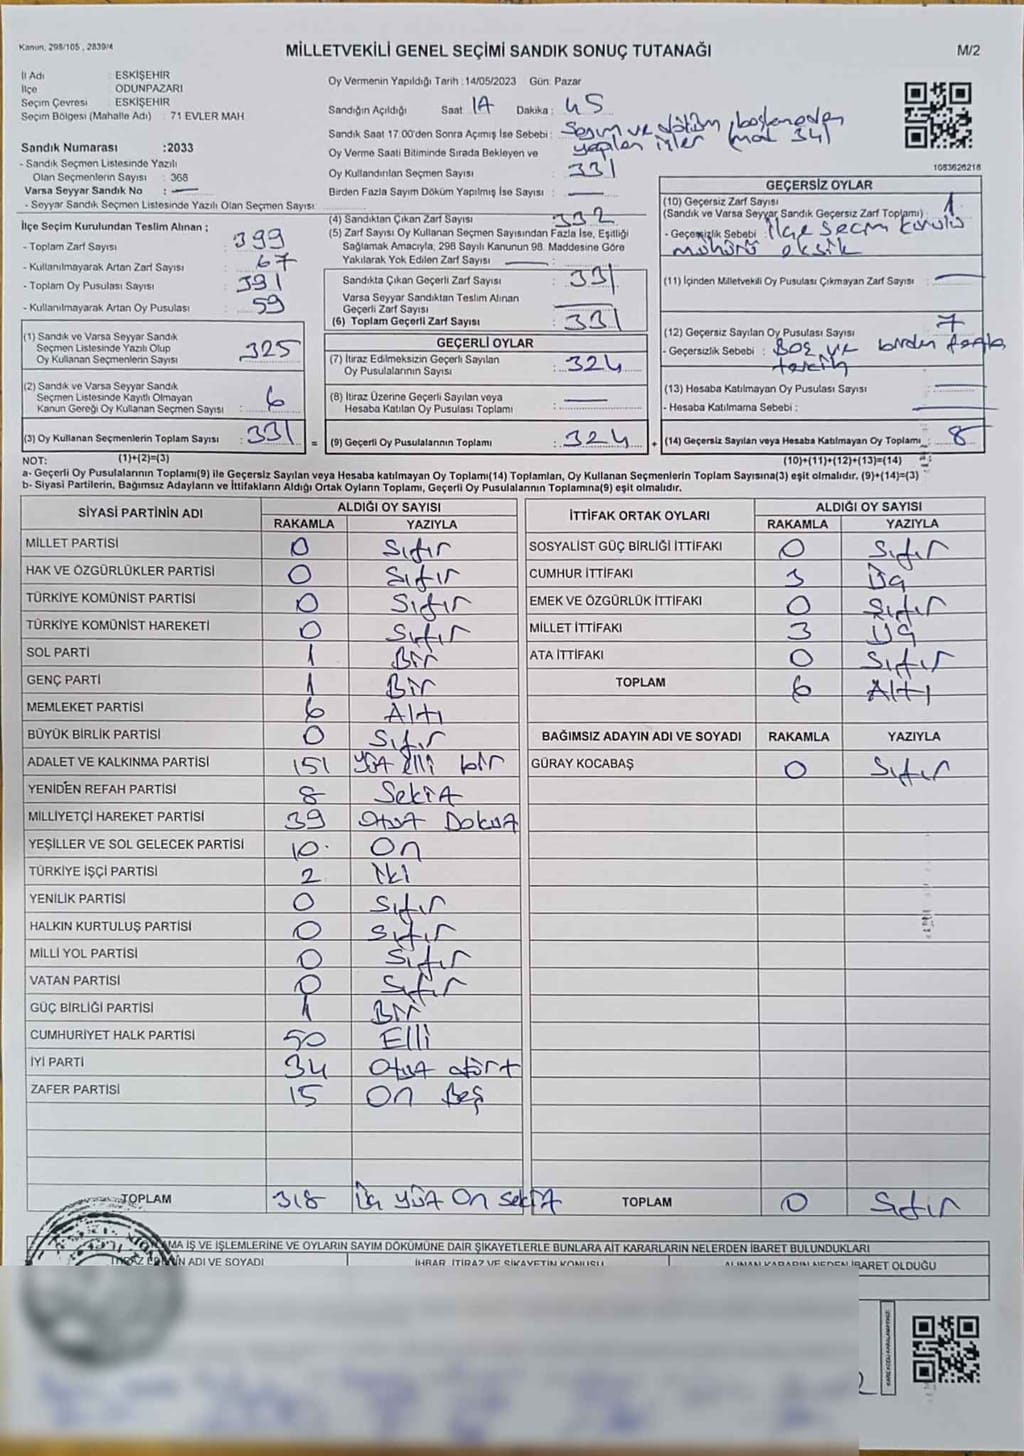 Kanun, 298/105 , 2839/4
MİLLETVEKİLİ GENEL SEÇİMİ SANDIK SONUÇ TUTANAĞI
M/2
İl Adı : ESKİŞEHİR
İlçe : ODUNPAZARI
Seçim Çevresi : ESKİŞEHİR
Seçim Bölgesi (Mahalle Adı) : 71 EVLER MAH
Sandık Numarası :2033
- Sandık Seçmen Listesinde Yazılı
Olan Seçmenlerin Sayısı : 368
Varsa Seyyar Sandık No : —
- Seyyar Sandık Seçmen Listesinde Yazılı Olan Seçmen Sayısı:
Oy Vermenin Yapıldığı Tarih :14/05/2023 Gün: Pazar
Sandığın Açıldığı Saat 17 Dakika : 45
Sandık Saat 17.00'den Sonra Açımış İse Sebebi : Sayım ve döküm başlamadan
yapılan işler (mad 34)
Oy Verme Saati Bitiminde Sırada Bekleyen ve
Oy Kullandırılan Seçmen Sayısı : 331
Birden Fazla Sayım Döküm Yapılmış İse Sayısı : —
1083626218
İlçe Seçim Kurulundan Teslim Alınan ;
- Toplam Zarf Sayısı : 399
- Kullanılmayarak Artan Zarf Sayısı : 67
- Toplam Oy Pusulası Sayısı : 391
- Kullanılmayarak Artan Oy Pusulası : 59
(1) Sandık ve Varsa Seyyar Sandık
Seçmen Listesinde Yazılı Olup
Oy Kullanan Seçmenlerin Sayısı : 325
(2) Sandık ve Varsa Seyyar Sandık
Seçmen Listesinde Kayıtlı Olmayan
Kanun Gereği Oy Kullanan Seçmen Sayısı : 6
(3) Oy Kullanan Seçmenlerin Toplam Sayısı : 331
(1)+(2)=(3)
(4) Sandıktan Çıkan Zarf Sayısı : 332
(5) Zarf Sayısı Oy Kullanan Seçmen Sayısından Fazla İse, Eşitliği
Sağlamak Amacıyla, 298 Sayılı Kanunun 98. Maddesine Göre
Yakılarak Yok Edilen Zarf Sayısı : —
Sandıkta Çıkan Geçerli Zarf Sayısı : 331
Varsa Seyyar Sandıktan Teslim Alınan
Geçerli Zarf Sayısı : —
(6) Toplam Geçerli Zarf Sayısı : 331
GEÇERLİ OYLAR
(7) İtiraz Edilmeksizin Geçerli Sayılan
Oy Pusulalarının Sayısı : 324
(8) İtiraz Üzerine Geçerli Sayılan veya
Hesaba Katılan Oy Pusulası Toplamı : —
= (9) Geçerli Oy Pusulalarının Toplamı : 324 +
GEÇERSİZ OYLAR
(10) Geçersiz Zarf Sayısı
(Sandık ve Varsa Seyyar Sandık Geçersiz Zarf Toplamı) : 1
- Geçersizlik Sebebi : İlçe Seçim Kurulu
mührü eksik
(11) İçinden Milletvekili Oy Pusulası Çıkmayan Zarf Sayısı : —
(12) Geçersiz Sayılan Oy Pusulası Sayısı : 7
- Geçersizlik Sebebi : Boş ve birden fazla
tercih
(13) Hesaba Katılmayan Oy Pusulası Sayısı : —
- Hesaba Katılmama Sebebi : —
(14) Geçersiz Sayılan veya Hesaba Katılmayan Oy Toplamı : 8
(10)+(11)+(12)+(13)=(14)
NOT:
a- Geçerli Oy Pusulalarının Toplamı(9) ile Geçersiz Sayılan veya Hesaba katılmayan Oy Toplamı(14) Toplamları, Oy Kullanan Seçmenlerin Toplam Sayısına(3) eşit olmalıdır. (9)+(14)=(3)
b- Siyasi Partilerin, Bağımsız Adayların ve İttifakların Aldığı Ortak Oyların Toplamı, Geçerli Oy Pusulalarının Toplamına(9) eşit olmalıdır.
SİYASİ PARTİNİN ADI ALDIĞI OY SAYISI
RAKAMLA YAZIYLA
MİLLET PARTİSİ 0 Sıfır
HAK VE ÖZGÜRLÜKLER PARTİSİ 0 Sıfır
TÜRKİYE KOMÜNİST PARTİSİ 0 Sıfır
TÜRKİYE KOMÜNİST HAREKETİ 0 Sıfır
SOL PARTİ 1 Bir
GENÇ PARTİ 1 Bir
MEMLEKET PARTİSİ 6 Altı
BÜYÜK BİRLİK PARTİSİ 0 Sıfır
ADALET VE KALKINMA PARTİSİ 151 Yüz elli bir
YENİDEN REFAH PARTİSİ 8 Sekiz
MİLLİYETÇİ HAREKET PARTİSİ 39 Otuz Dokuz
YEŞİLLER VE SOL GELECEK PARTİSİ 10 On
TÜRKİYE İŞÇİ PARTİSİ 2 İki
YENİLİK PARTİSİ 0 Sıfır
HALKIN KURTULUŞ PARTİSİ 0 Sıfır
MİLLİ YOL PARTİSİ 0 Sıfır
VATAN PARTİSİ 0 Sıfır
GÜÇ BİRLİĞİ PARTİSİ 1 Bir
CUMHURİYET HALK PARTİSİ 50 Elli
İYİ PARTİ 34 Otuz dört
ZAFER PARTİSİ 15 On Beş
TOPLAM 318 Üç yüz On sekiz
İTTİFAK ORTAK OYLARI ALDIĞI OY SAYISI
RAKAMLA YAZIYLA
SOSYALİST GÜÇ BİRLİĞİ İTTİFAKI 0 Sıfır
CUMHUR İTTİFAKI 3 Üç
EMEK VE ÖZGÜRLÜK İTTİFAKI 0 Sıfır
MİLLET İTTİFAKI 3 Üç
ATA İTTİFAKI 0 Sıfır
TOPLAM 6 Altı
BAĞIMSIZ ADAYIN ADI VE SOYADI RAKAMLA YAZIYLA
GÜRAY KOCABAŞ 0 Sıfır
TOPLAM 0 Sıfır
İŞ VE İŞLEMLERİNE VE OYLARIN SAYIM DÖKÜMÜNE DAİR ŞİKAYETLERLE BUNLARA AİT KARARLARIN NELERDEN İBARET BULUNDUKLARI
ADI VE SOYADI İHBAR, İTİRAZ VE ŞİKAYETİN KONUSU ALINAN KARARIN NEDEN İBARET OLDUĞU